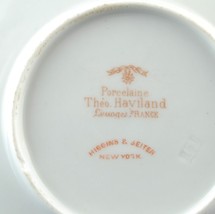 Porcelaine
Théo. Haviland
Limoges FRANCE
HIGGINS & SEITER
NEW YORK.